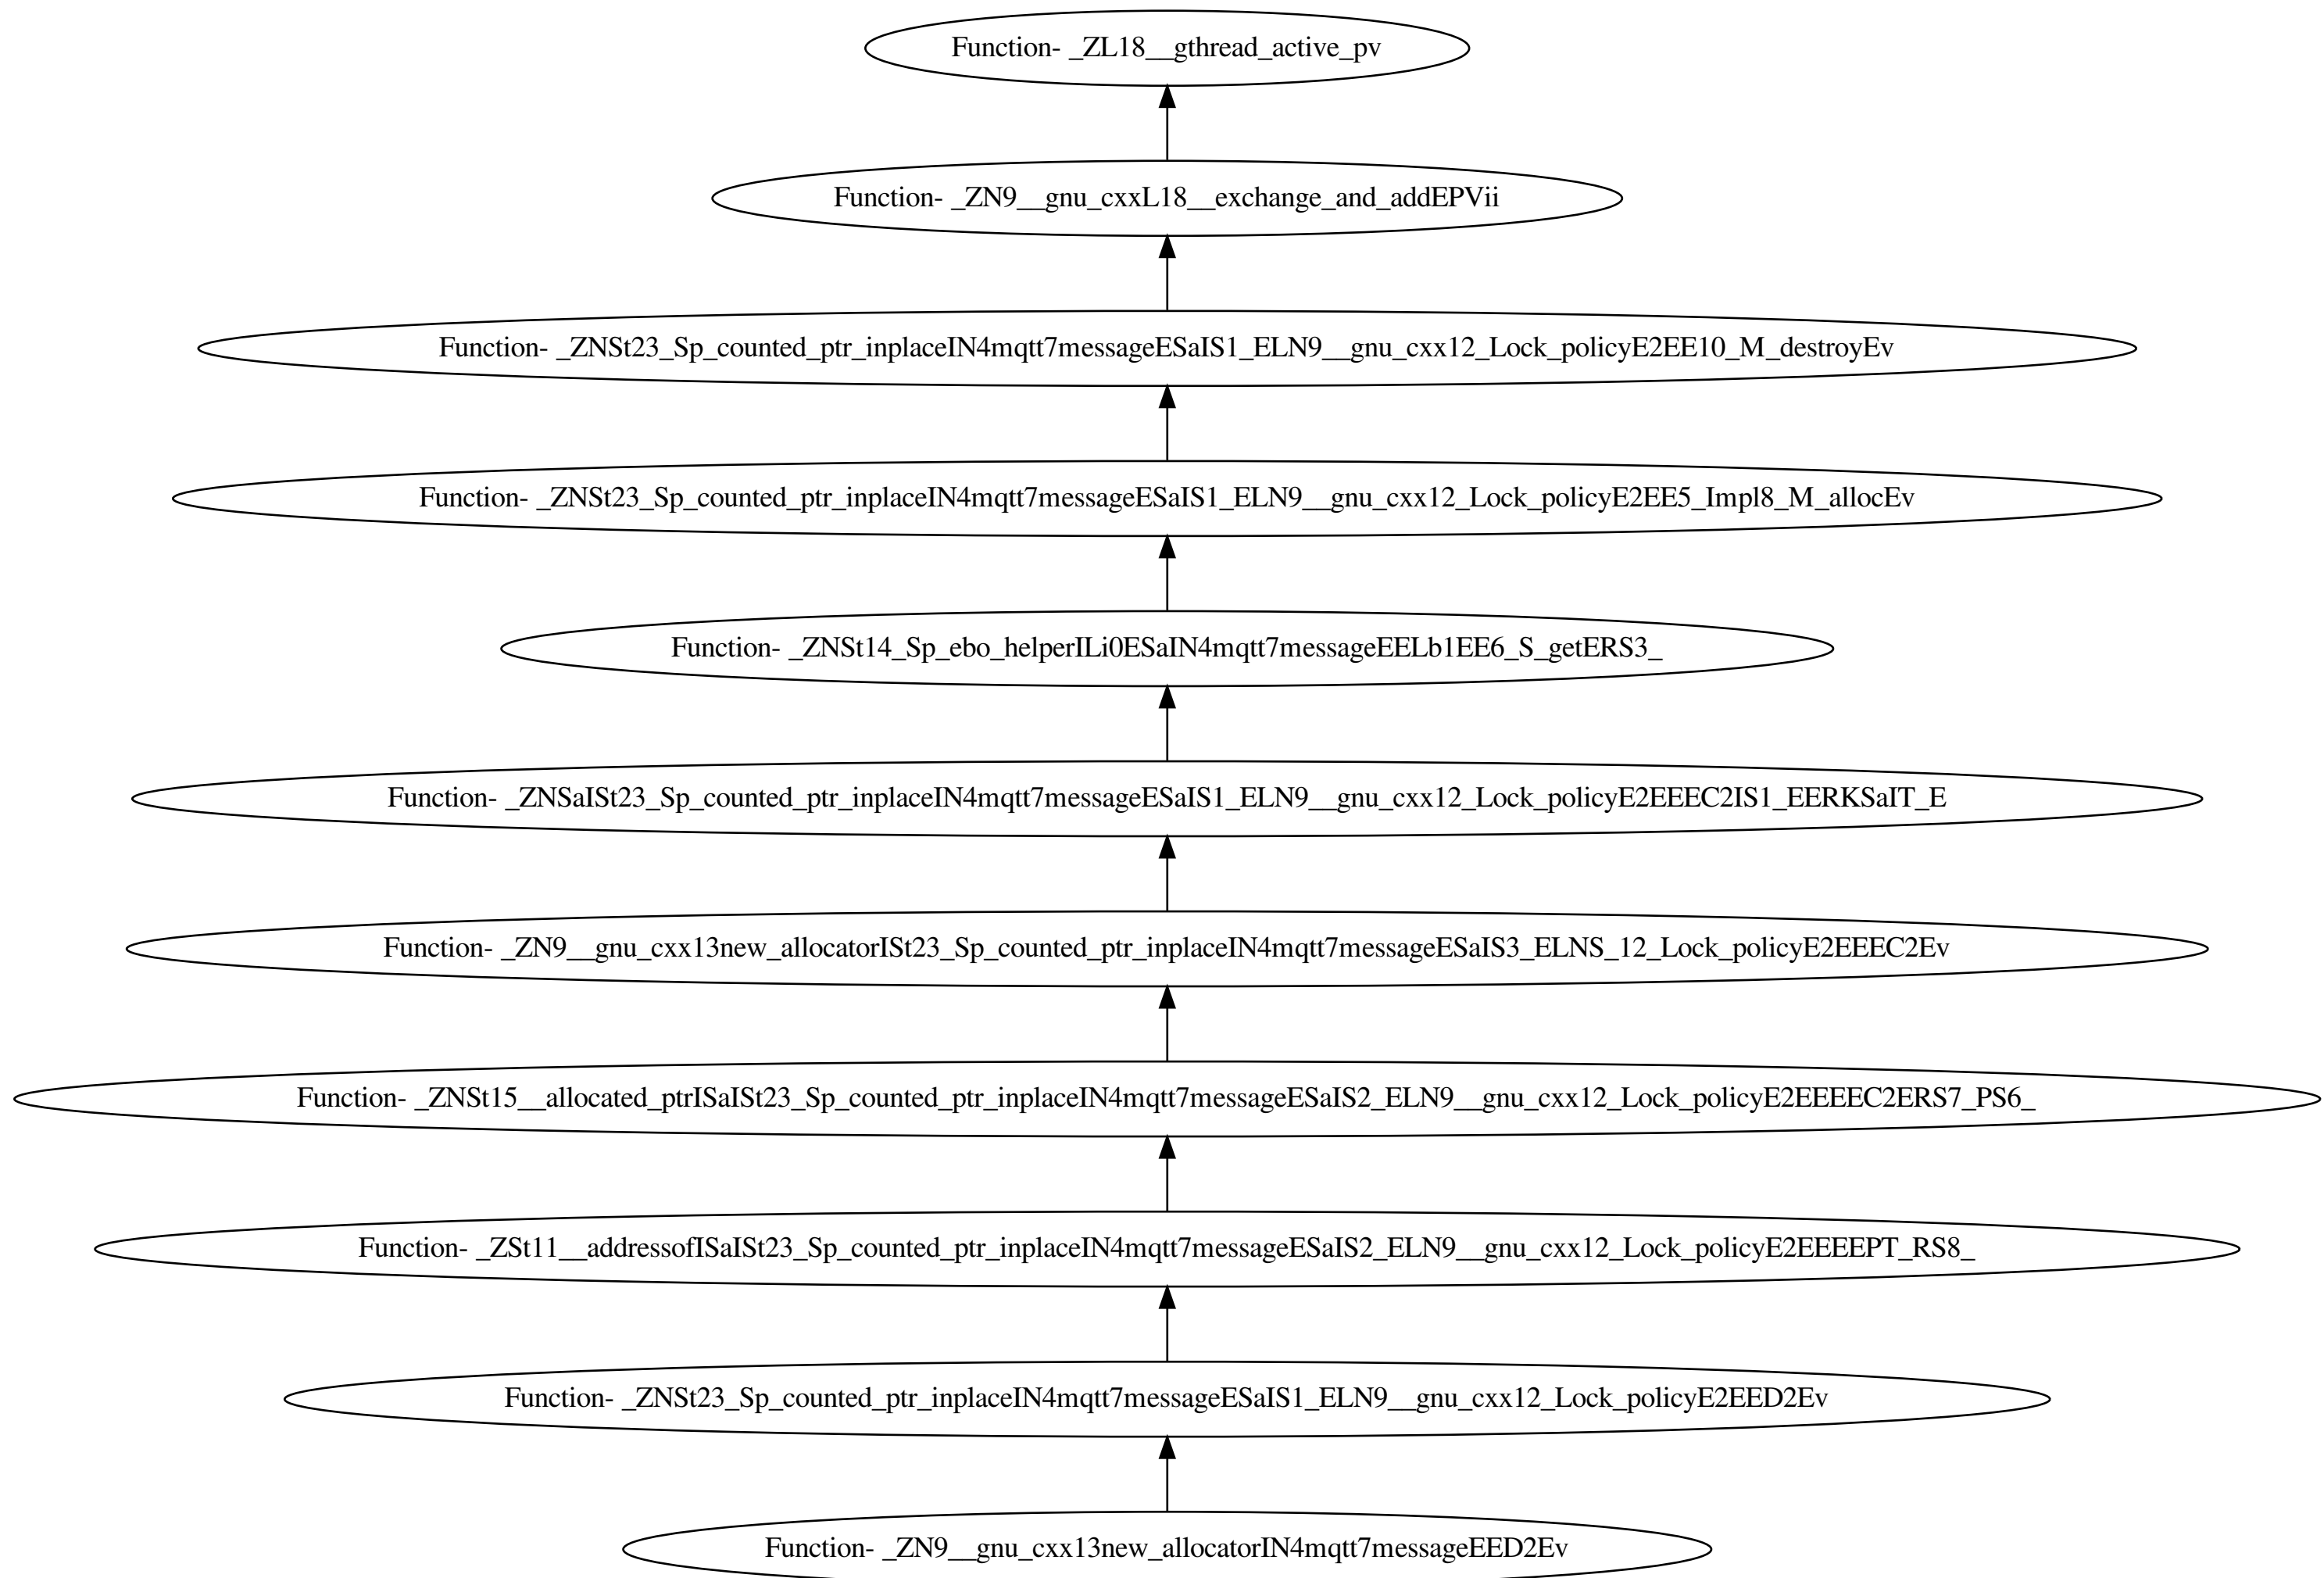 Function- _ZL18__gthread_active_pv
Function- _ZN9__gnu_cxxL18__exchange_and_addEPVii
Function- _ZNSt23_Sp_counted_ptr_inplaceIN4mqtt7messageESaIS1_ELN9__gnu_cxx12_Lock_policyE2EE10_M_destroyEv
Function- _ZNSt23_Sp_counted_ptr_inplaceIN4mqtt7messageESaIS1_ELN9__gnu_cxx12_Lock_policyE2EE5_Impl8_M_allocEv
Function- _ZNSt14_Sp_ebo_helperILi0ESaIN4mqtt7messageEELb1EE6_S_getERS3_
Function- _ZNSaISt23_Sp_counted_ptr_inplaceIN4mqtt7messageESaIS1_ELN9__gnu_cxx12_Lock_policyE2EEEC2IS1_EERKSaIT_E
Function- _ZN9__gnu_cxx13new_allocatorISt23_Sp_counted_ptr_inplaceIN4mqtt7messageESaIS3_ELNS_12_Lock_policyE2EEEC2Ev
Function- _ZNSt15__allocated_ptrISaISt23_Sp_counted_ptr_inplaceIN4mqtt7messageESaIS2_ELN9__gnu_cxx12_Lock_policyE2EEEEC2ERS7_PS6_
Function- _ZSt11__addressofISaISt23_Sp_counted_ptr_inplaceIN4mqtt7messageESaIS2_ELN9__gnu_cxx12_Lock_policyE2EEEEPT_RS8_
Function- _ZNSt23_Sp_counted_ptr_inplaceIN4mqtt7messageESaIS1_ELN9__gnu_cxx12_Lock_policyE2EED2Ev
Function- _ZN9__gnu_cxx13new_allocatorIN4mqtt7messageEED2Ev